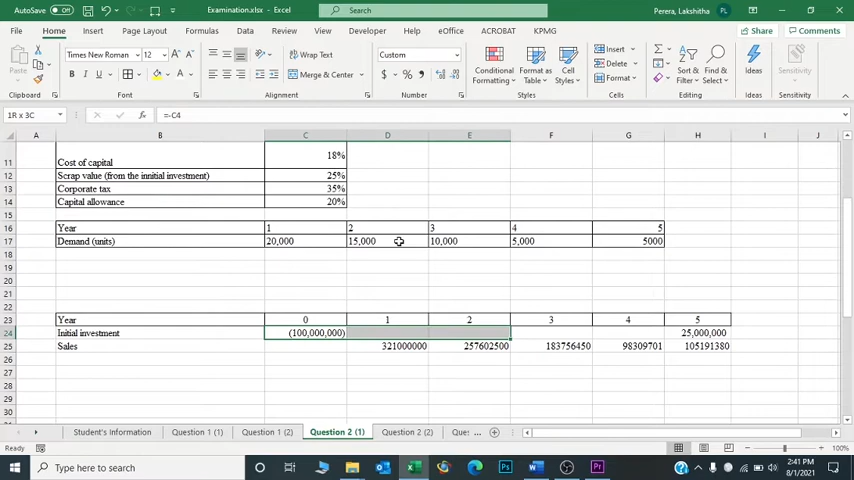 AutoSave Off Examination.xlsx - Excel Search Perera, Lakshitha
File Home Insert Draw Page Layout Formulas Data Review View Developer Help eOffice ACROBAT KPMG Share Comments
Times New Roman 12 A A Wrap Text Custom Insert
Paste B I U A Merge & Center $ % Conditional Formatting Format as Table Cell Styles Delete Format Sort & Filter Find & Select Ideas Sensitivity
Clipboard Font Alignment Number Styles Cells Editing Ideas Sensitivity
1R x 3C fx =-C4
A B C D E F G H I J
11 Cost of capital 18%
12 Scrap value (from the innitial investment) 25%
13 Corporate tax 35%
14 Capital allowance 20%
15
16 Year 1 2 3 4 5
17 Demand (units) 20,000 15,000 10,000 5,000 5000
18
19
20
21
22
23 Year 0 1 2 3 4 5
24 Initial investment (100,000,000) 25,000,000
25 Sales 321000000 257602500 183756450 98309701 105191380
26
27
28
29
30
Student's Information Question 1 (1) Question 1 (2) Question 2 (1) Question 2 (2) Que: ...
Ready 100%
Type here to search 2:41 PM
8/1/2021